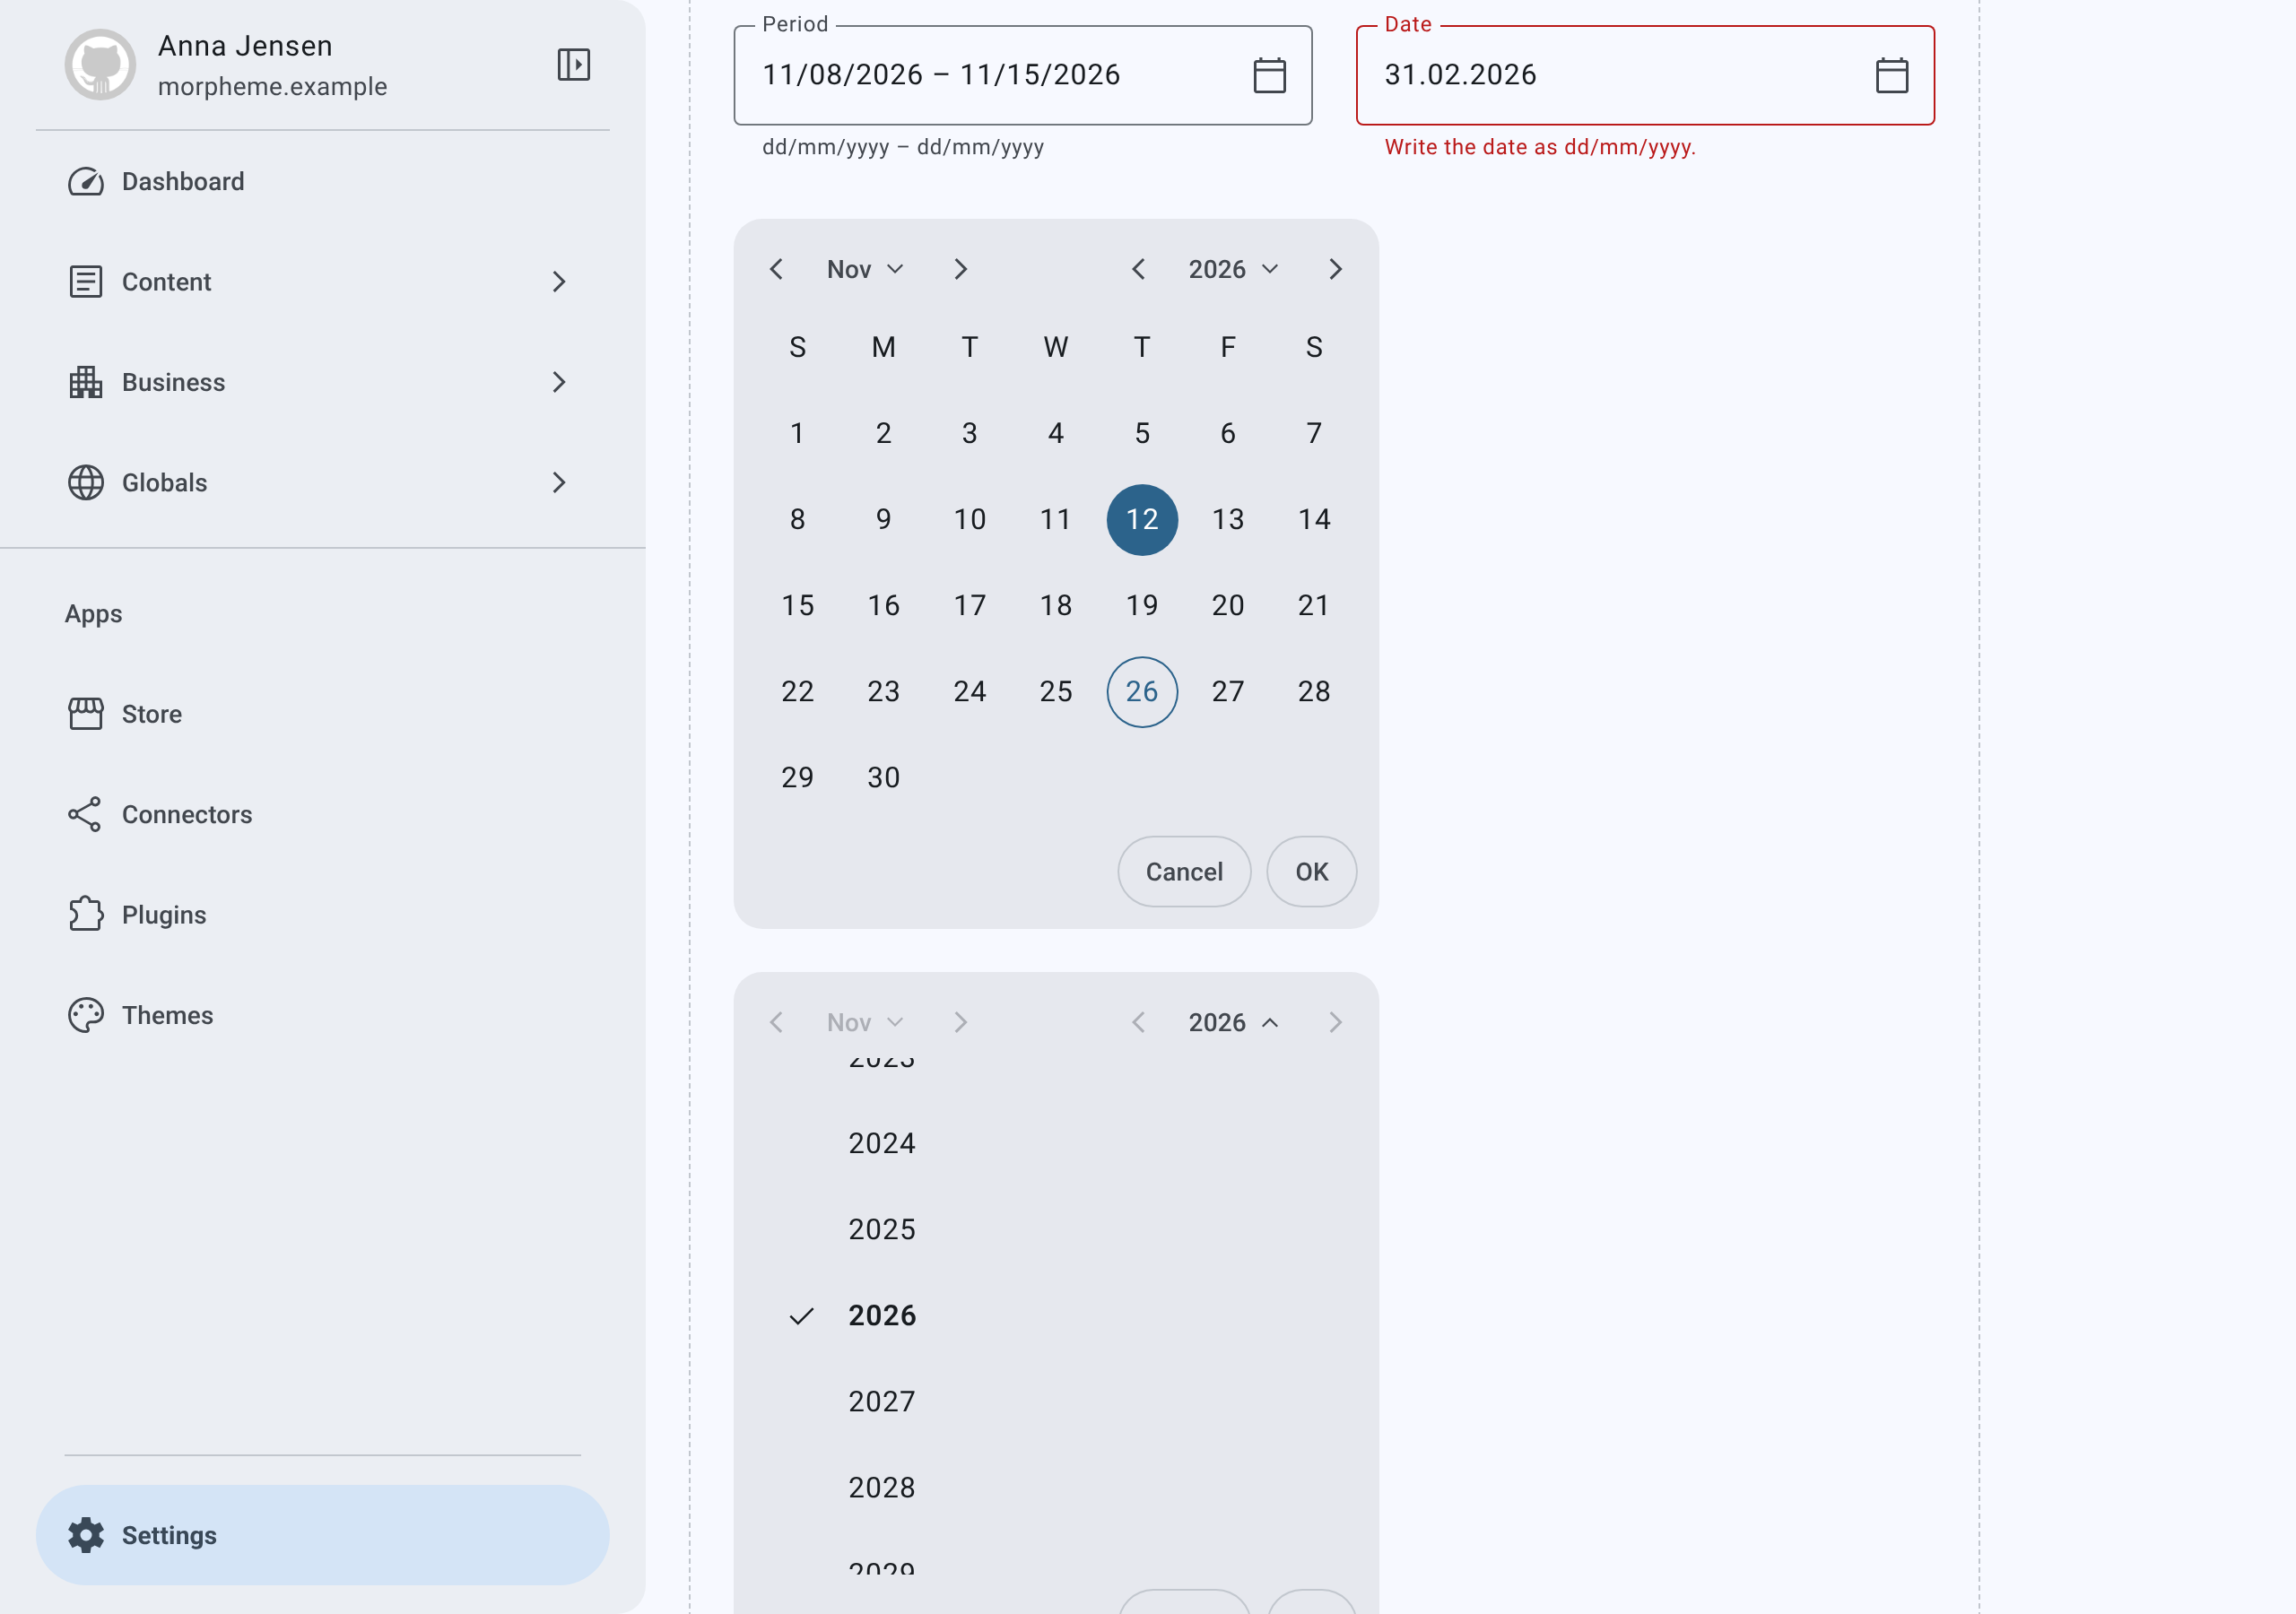 Anna Jensen
morpheme.example
Dashboard
Content
Business
Globals
Apps
Store
Connectors
Plugins
Themes
Settings
Period
11/08/2026 – 11/15/2026
dd/mm/yyyy – dd/mm/yyyy
Date
31.02.2026
Write the date as dd/mm/yyyy.
Nov 2026
S M T W T F S
1 2 3 4 5 6 7
8 9 10 11 12 13 14
15 16 17 18 19 20 21
22 23 24 25 26 27 28
29 30
Cancel OK
Nov 2026
2024
2025
2026
2027
2028